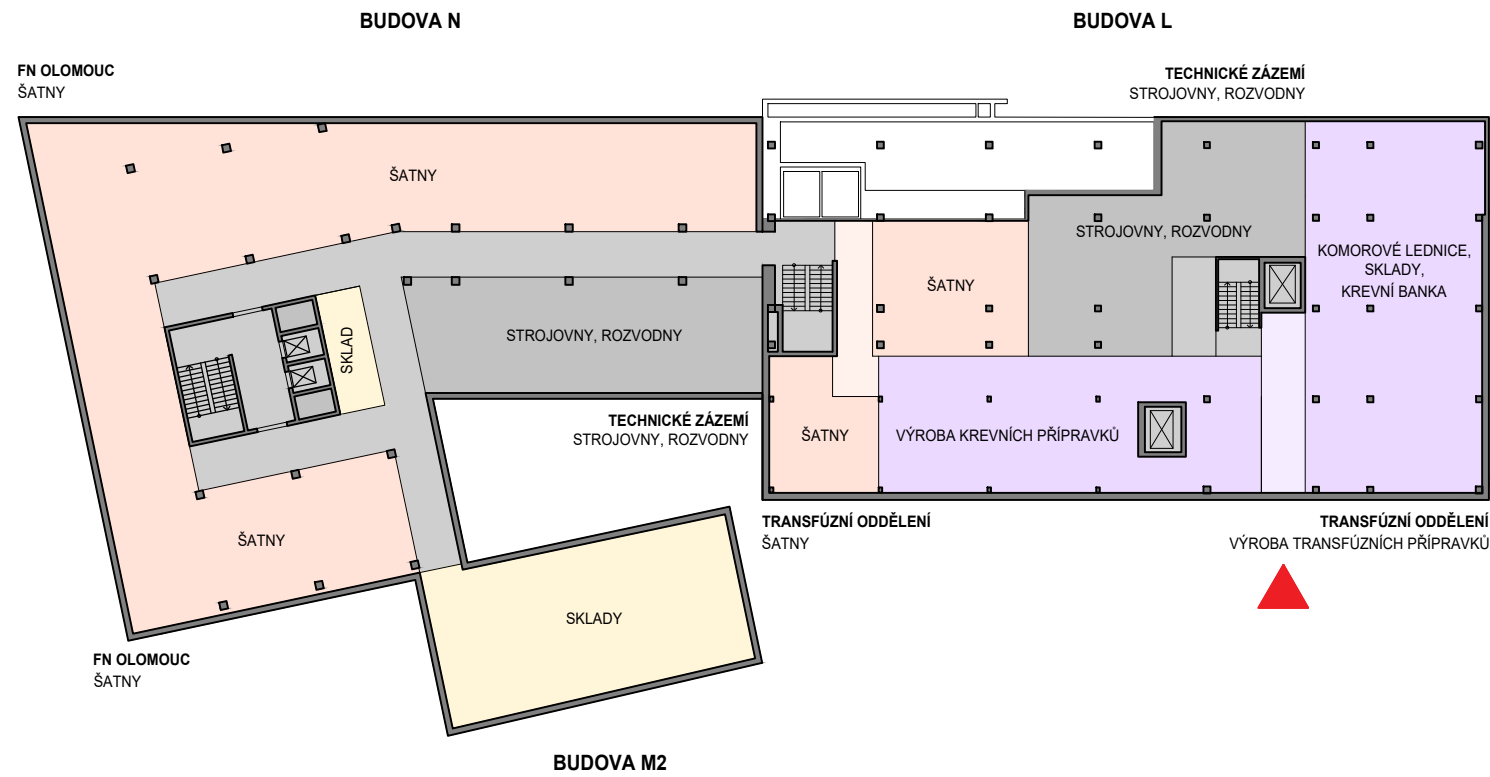 BUDOVA N
BUDOVA L
FN OLOMOUC
ŠATNY
TECHNICKÉ ZÁZEMÍ
STROJOVNY, ROZVODNY
ŠATNY
STROJOVNY, ROZVODNY
KOMOROVÉ LEDNICE,
SKLADY,
KREVNÍ BANKA
ŠATNY
STROJOVNY, ROZVODNY
SKLAD
TECHNICKÉ ZÁZEMÍ
STROJOVNY, ROZVODNY
ŠATNY
VÝROBA KREVNÍCH PŘÍPRAVKŮ
TRANSFÚZNÍ ODDĚLENÍ
ŠATNY
TRANSFÚZNÍ ODDĚLENÍ
VÝROBA TRANSFÚZNÍCH PŘÍPRAVKŮ
ŠATNY
SKLADY
FN OLOMOUC
ŠATNY
BUDOVA M2